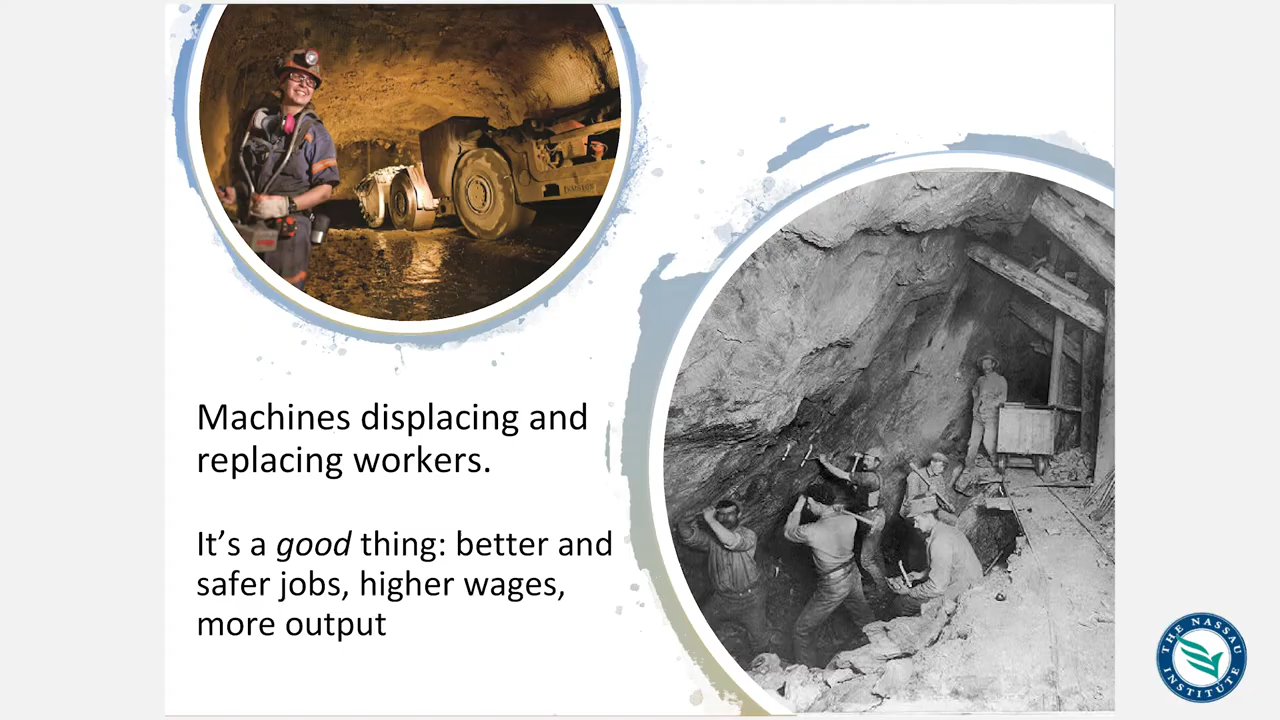 Machines displacing and
replacing workers.
It's a good thing: better and
safer jobs, higher wages,
more output
THE NASSAU
INSTITUTE